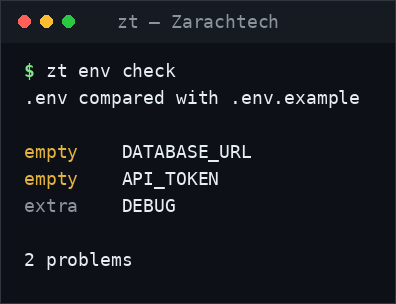 zt — Zarachtech
$ zt env check
.env compared with .env.example
empty    DATABASE_URL
empty    API_TOKEN
extra    DEBUG
2 problems